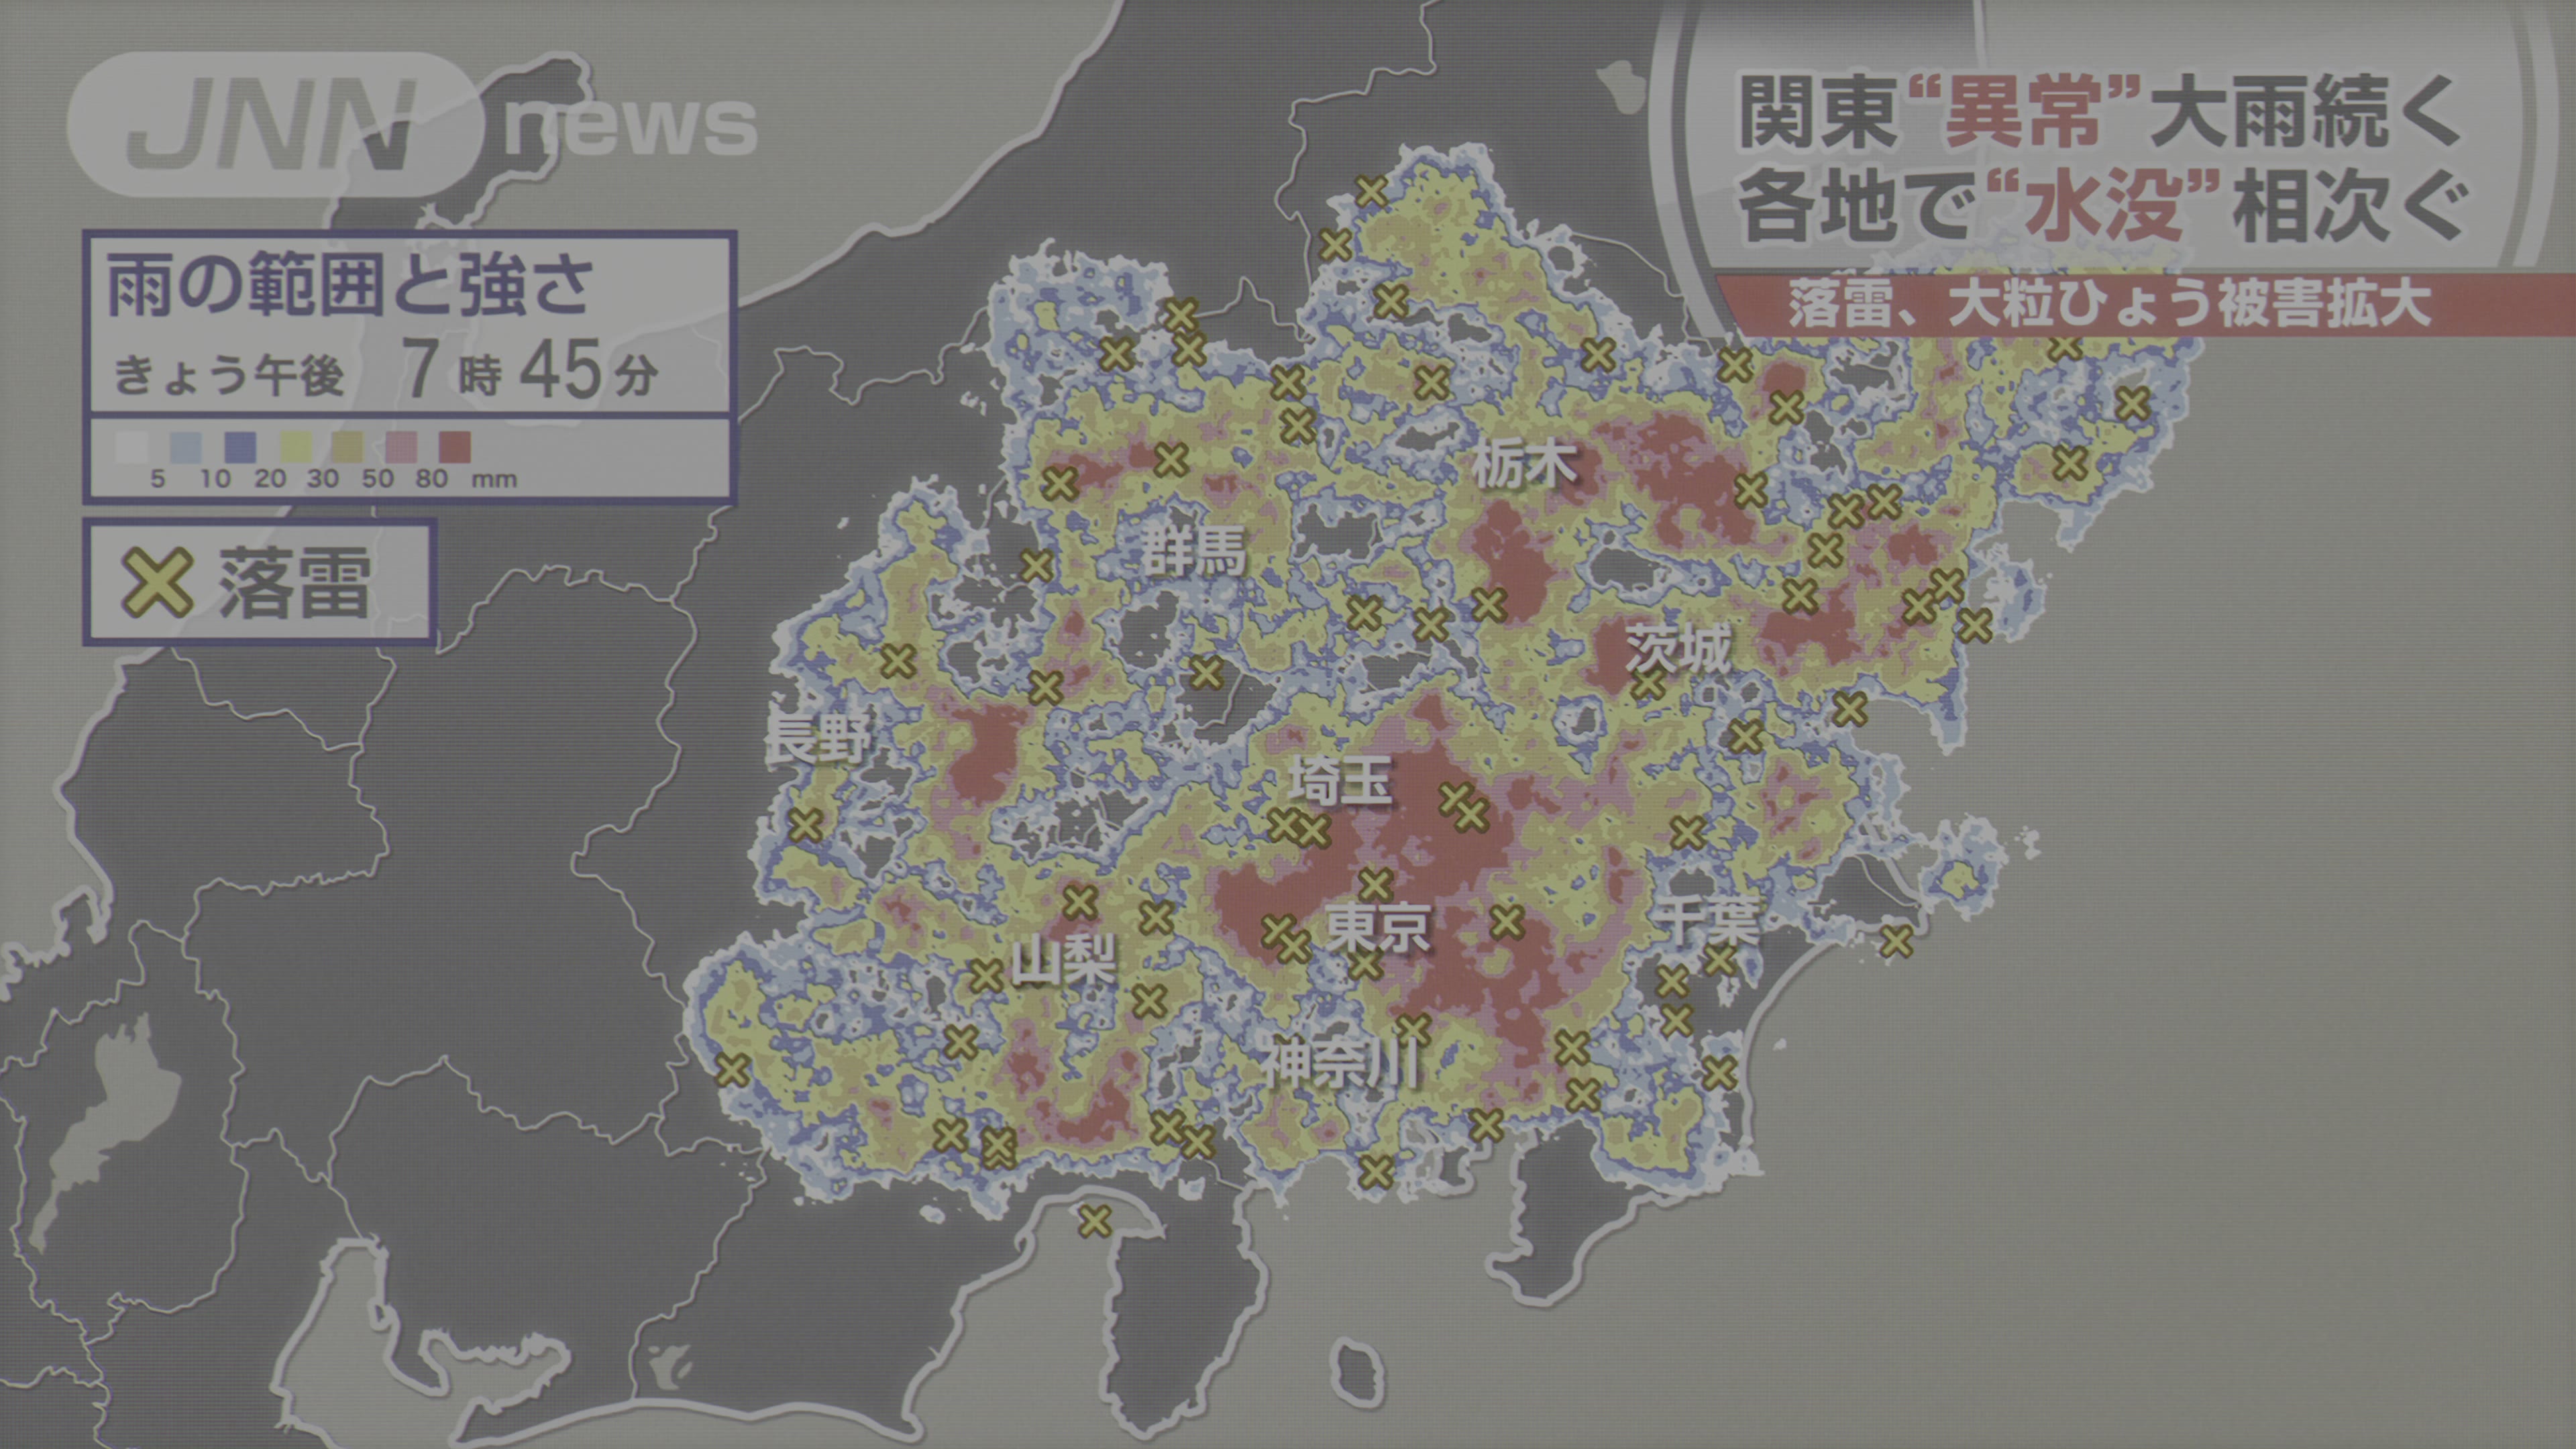 JNN news
関東“異常”大雨続く
各地で“水没”相次ぐ
落雷、大粒ひょう被害拡大
雨の範囲と強さ
きょう午後 7時45分
5 10 20 30 50 80 mm
落雷
栃木
群馬
茨城
長野
埼玉
東京
千葉
山梨
神奈川